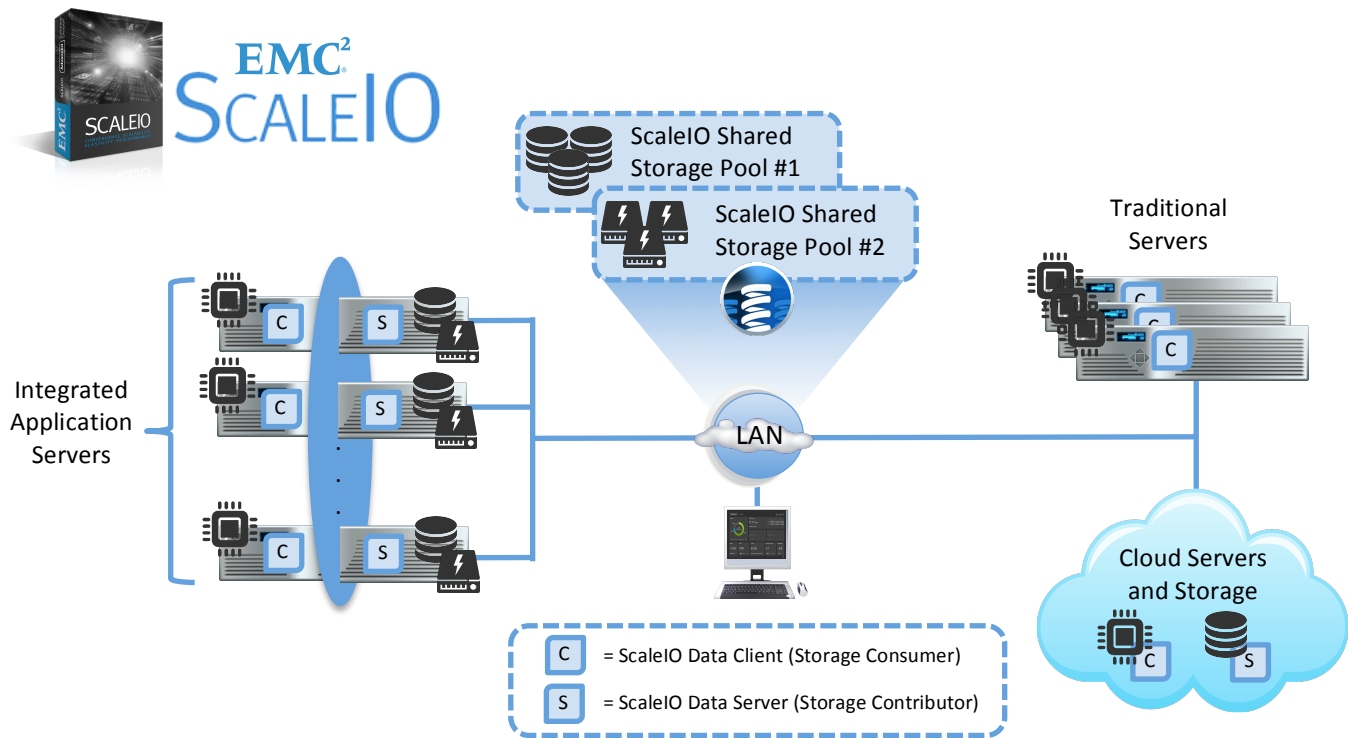 SCALEIO
EMC²
EMC²
SCALEIO
ScaleIO Shared
Storage Pool #1
ScaleIO Shared
Storage Pool #2
Traditional
Servers
C
C
C
Integrated
Application
Servers
C
S
C
S
.
.
.
C
S
LAN
Cloud Servers
and Storage
C
S
C = ScaleIO Data Client (Storage Consumer)
S = ScaleIO Data Server (Storage Contributor)